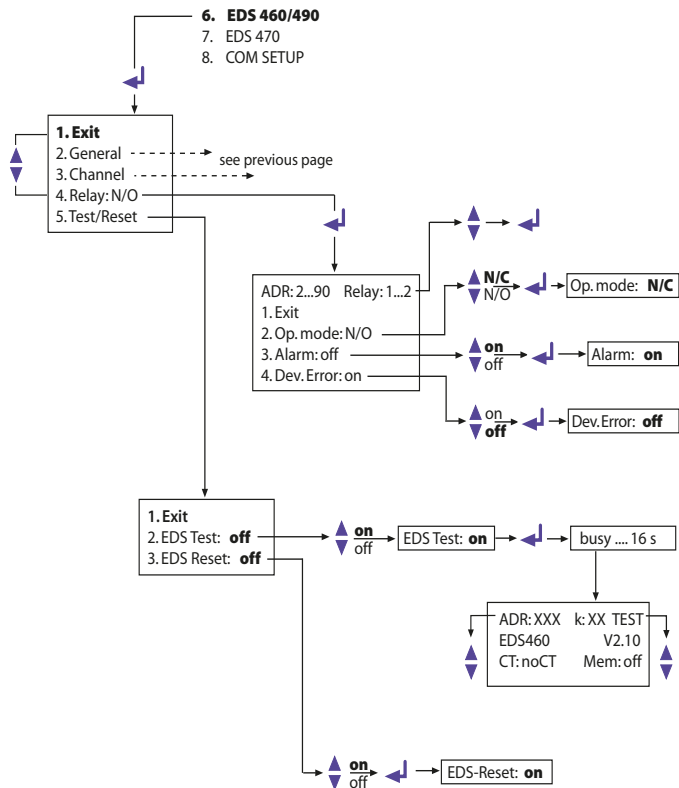 6. EDS 460/490
7. EDS 470
8. COM SETUP
1. Exit
2. General
see previous page
3. Channel
4. Relay: N/O
5. Test/Reset
ADR: 2...90 Relay: 1...2
1. Exit
2. Op. mode: N/O
3. Alarm: off
4. Dev. Error: on
N/C
N/O
Op. mode: N/C
on
off
Alarm: on
on
off
Dev. Error: off
1. Exit
2. EDS Test: off
3. EDS Reset: off
on
off
EDS Test: on
busy .... 16 s
ADR: XXX k: XX TEST
EDS460 V2.10
CT: noCT Mem: off
on
off
EDS-Reset: on